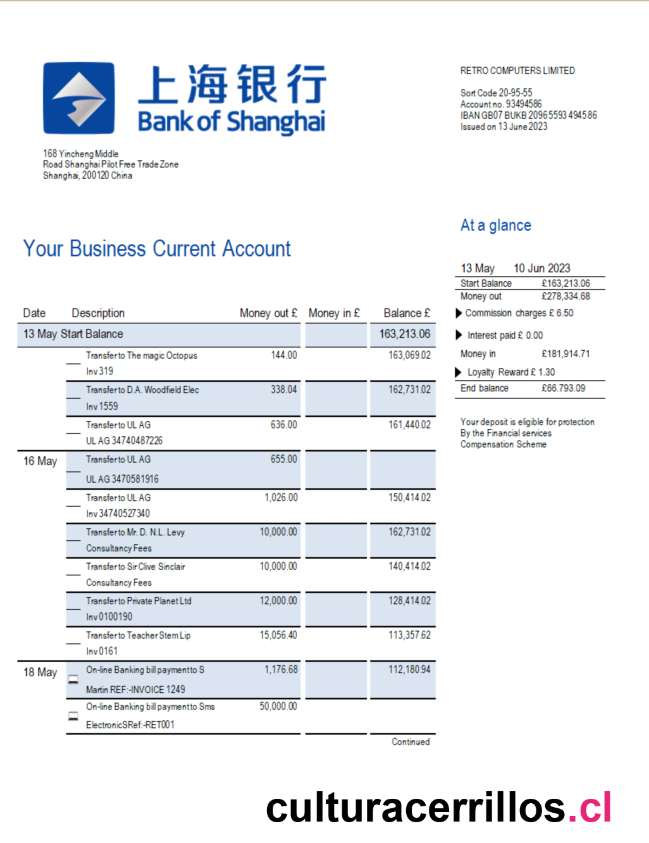 上海银行
Bank of Shanghai
168 Yincheng Middle
Road Shanghai Pilot Free Trade Zone
Shanghai, 200120 China
RETRO COMPUTERS LIMITED
Sort Code 20-95-55
Account no. 93494586
IBAN GB07 BUKB 20965593 494586
Issued on 13 June 2023
At a glance
13 May 10 Jun 2023
Start Balance £163,213.06
Money out £278,334.68
Commission charges £ 6.50
Interest paid £ 0.00
Money in £181,914.71
Loyalty Reward £ 1.30
End balance £66.793.09
Your deposit is eligible for protection
By the Financial services
Compensation Scheme
Your Business Current Account
Date Description Money out £ Money in £ Balance £
13 May Start Balance 163,213.06
Transfer to The magic Octopus 144.00 163,069.02
Inv 319
Transfer to D.A. Woodfield Elec 338.04 162,731.02
Inv 1559
Transfer to UL AG 636.00 161,440.02
UL AG 34740487226
16 May Transfer to UL AG 655.00
UL AG 3470581916
Transfer to UL AG 1,026.00 150,414.02
Inv 34740527340
Transfer to Mr. D. N.L. Levy 10,000.00 162,731.02
Consultancy Fees
Transfer to Sir Clive Sinclair 10,000.00 140,414.02
Consultancy Fees
Transfer to Private Planet Ltd 12,000.00 128,414.02
Inv 0100190
Transfer to Teacher Stem Lip 15,056.40 113,357.62
Inv 0161
18 May On-line Banking bill payment to S 1,176.68 112,180.94
Martin REF:-INVOICE 1249
On-line Banking bill payment to Sms 50,000.00
ElectronicSRef:-RET001
Continued
culturacerrillos.cl